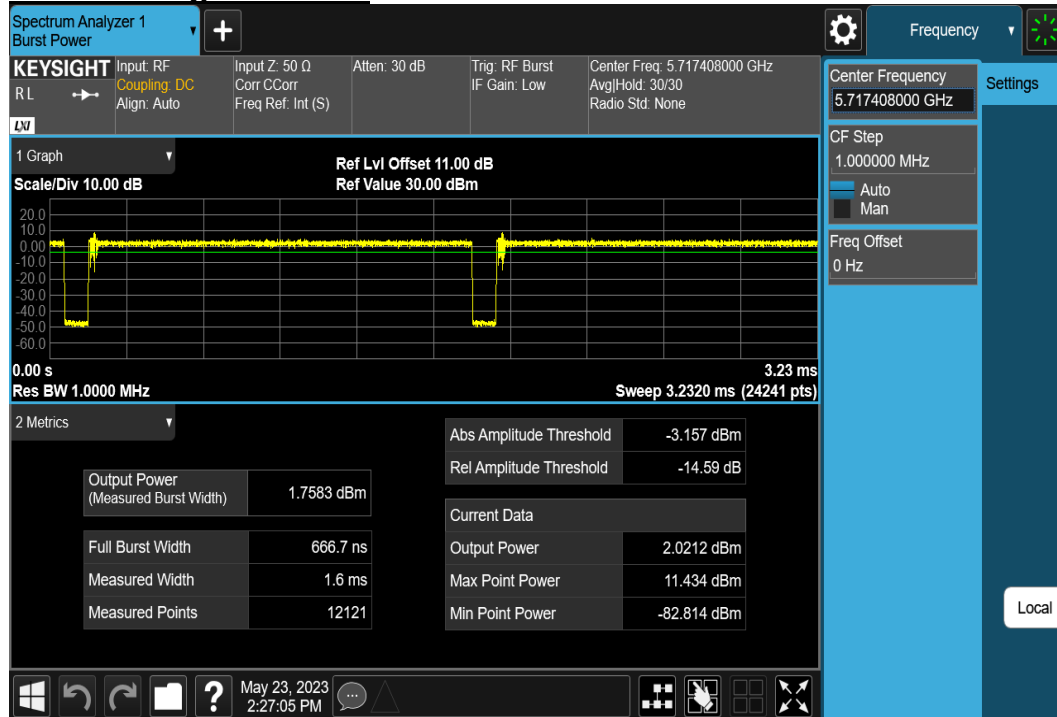 Spectrum Analyzer 1
Burst Power
+
Frequency
KEYSIGHT
RL
LXI
Input: RF
Coupling: DC
Align: Auto
Input Z: 50 Ω
Corr CCorr
Freq Ref: Int (S)
Atten: 30 dB
Trig: RF Burst
IF Gain: Low
Center Freq: 5.717408000 GHz
Avg|Hold: 30/30
Radio Std: None
Center Frequency
5.717408000 GHz
Settings
CF Step
1.000000 MHz
Auto
Man
Freq Offset
0 Hz
1 Graph
Scale/Div 10.00 dB
Ref Lvl Offset 11.00 dB
Ref Value 30.00 dBm
20.0
10.0
0.00
-10.0
-20.0
-30.0
-40.0
-50.0
-60.0
0.00 s
3.23 ms
Res BW 1.0000 MHz
Sweep 3.2320 ms (24241 pts)
2 Metrics
Output Power
(Measured Burst Width)
1.7583 dBm
Full Burst Width 666.7 ns
Measured Width 1.6 ms
Measured Points 12121
Abs Amplitude Threshold -3.157 dBm
Rel Amplitude Threshold -14.59 dB
Current Data
Output Power 2.0212 dBm
Max Point Power 11.434 dBm
Min Point Power -82.814 dBm
Local
?
May 23, 2023
2:27:05 PM